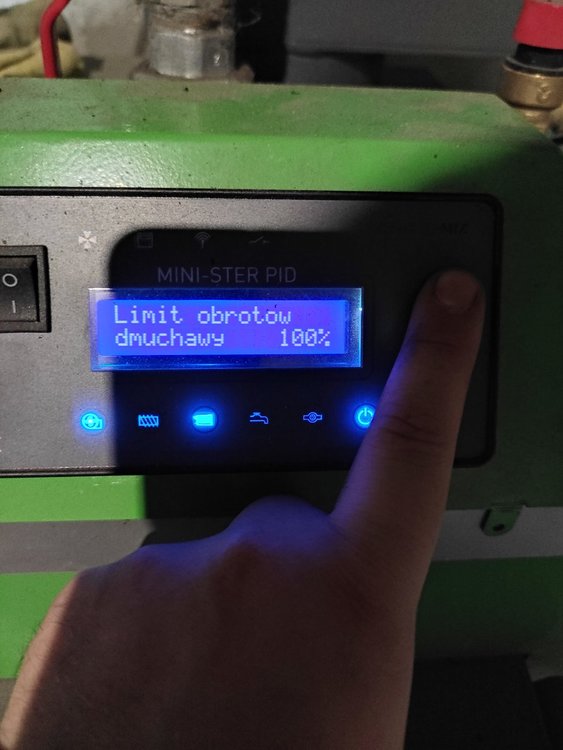 MINI-STER PID
Limit obrotow
dmuchawy 100%